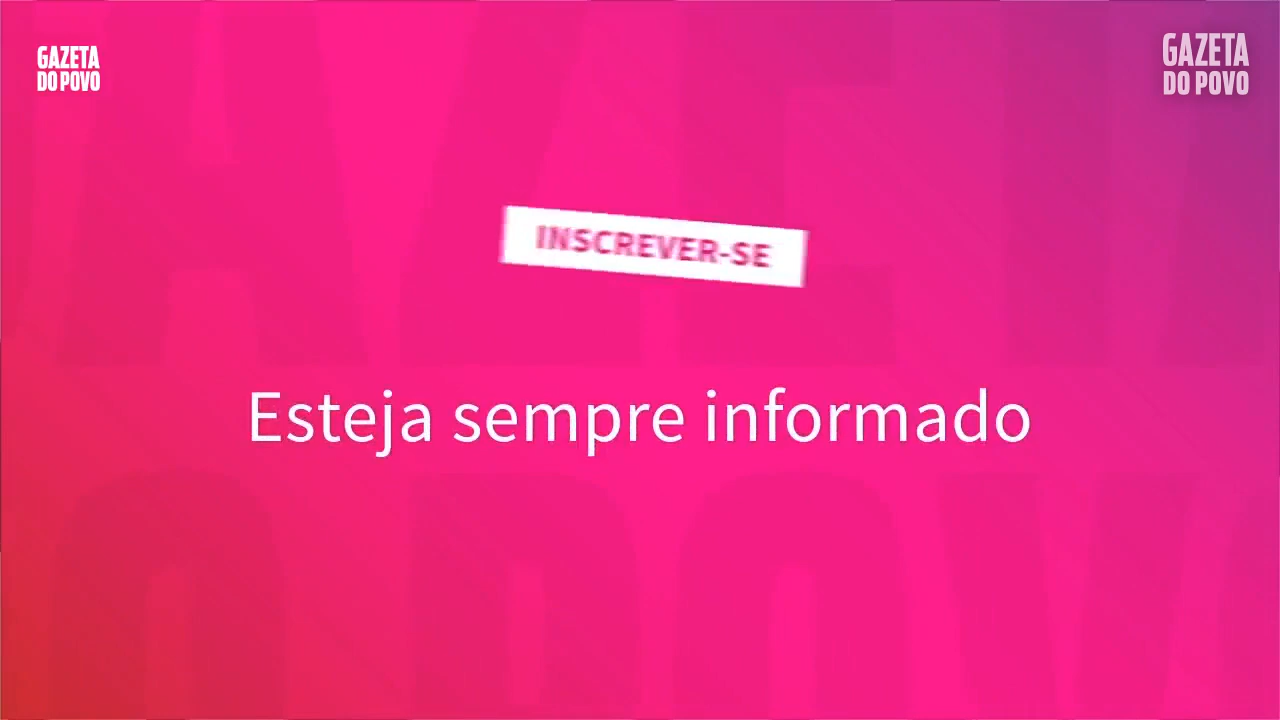 GAZETA
DO POVO
GAZETA
DO POVO
INSCREVER-SE
Esteja sempre informado